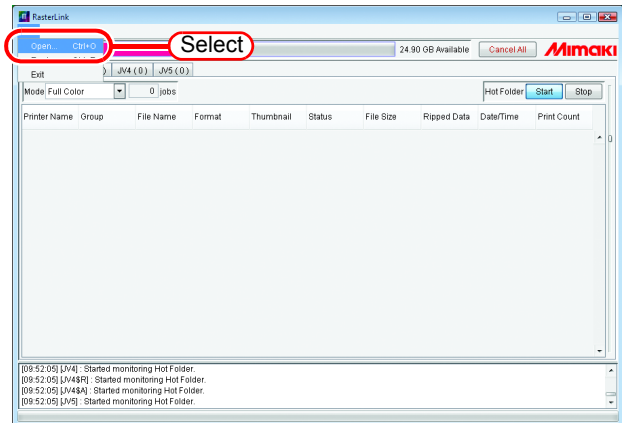 RasterLink
Open... Ctrl+O
Select
24.90 GB Available
Cancel All
Mimaki
Exit
JV4 ( 0 ) JV5 ( 0 )
Mode Full Color 0 jobs Hot Folder Start Stop
Printer Name Group File Name Format Thumbnail Status File Size Ripped Data Date/Time Print Count
[09:52:05] [JV4] : Started monitoring Hot Folder.
[09:52:05] [JV4$R] : Started monitoring Hot Folder.
[09:52:05] [JV4$A] : Started monitoring Hot Folder.
[09:52:05] [JV5] : Started monitoring Hot Folder.